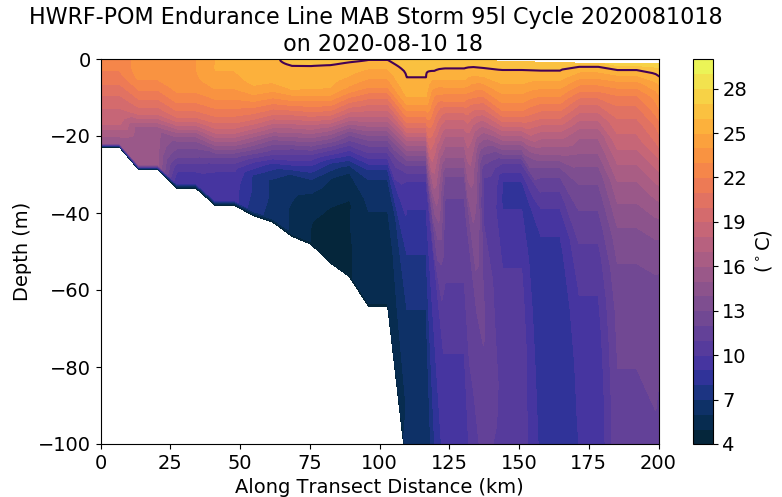 HWRF-POM Endurance Line MAB Storm 95l Cycle 2020081018
on 2020-08-10 18
0
−20
−40
−60
−80
−100
Depth (m)
0 25 50 75 100 125 150 175 200
Along Transect Distance (km)
28
25
22
19
16
13
10
7
4
(°C)